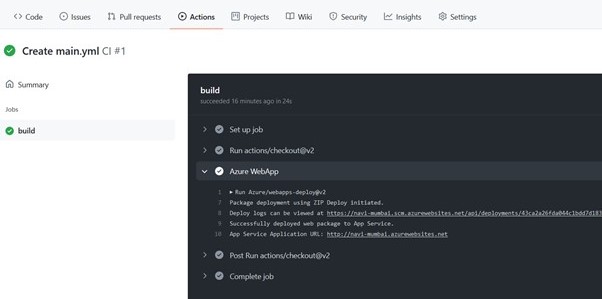 Code Issues Pull requests Actions Projects Wiki Security Insights Settings
Create main.yml CI #1
Summary
Jobs
build
build
succeeded 16 minutes ago in 24s
Set up job
Run actions/checkout@v2
Azure WebApp
1 ▶ Run Azure/webapps-deploy@v2
7 Package deployment using ZIP Deploy initiated.
8 Deploy logs can be viewed at https://navi-mumbai.scm.azurewebsites.net/api/deployments/43ca2a26fda044c1bdd7d183
9 Successfully deployed web package to App Service.
10 App Service Application URL: http://navi-mumbai.azurewebsites.net
Post Run actions/checkout@v2
Complete job